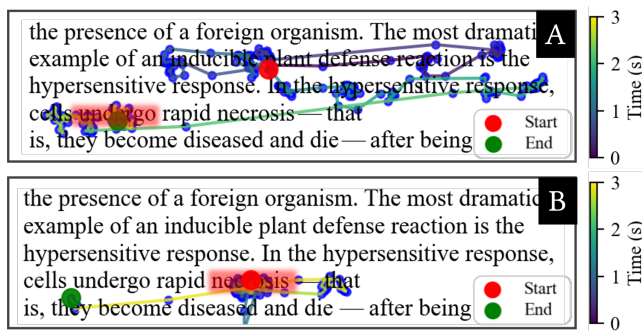 the presence of a foreign organism. The most dramati
A
example of an inducible plant defense reaction is the
hypersensitive response. In the hypersensitive response,
cells undergo rapid necrosis — that
is, they become diseased and die — after being
Start
End
3
2
1
0
Time (s)
the presence of a foreign organism. The most dramatic
B
example of an inducible plant defense reaction is the
hypersensitive response. In the hypersensitive response,
cells undergo rapid necrosis — that
is, they become diseased and die — after being
Start
End
3
2
1
0
Time (s)